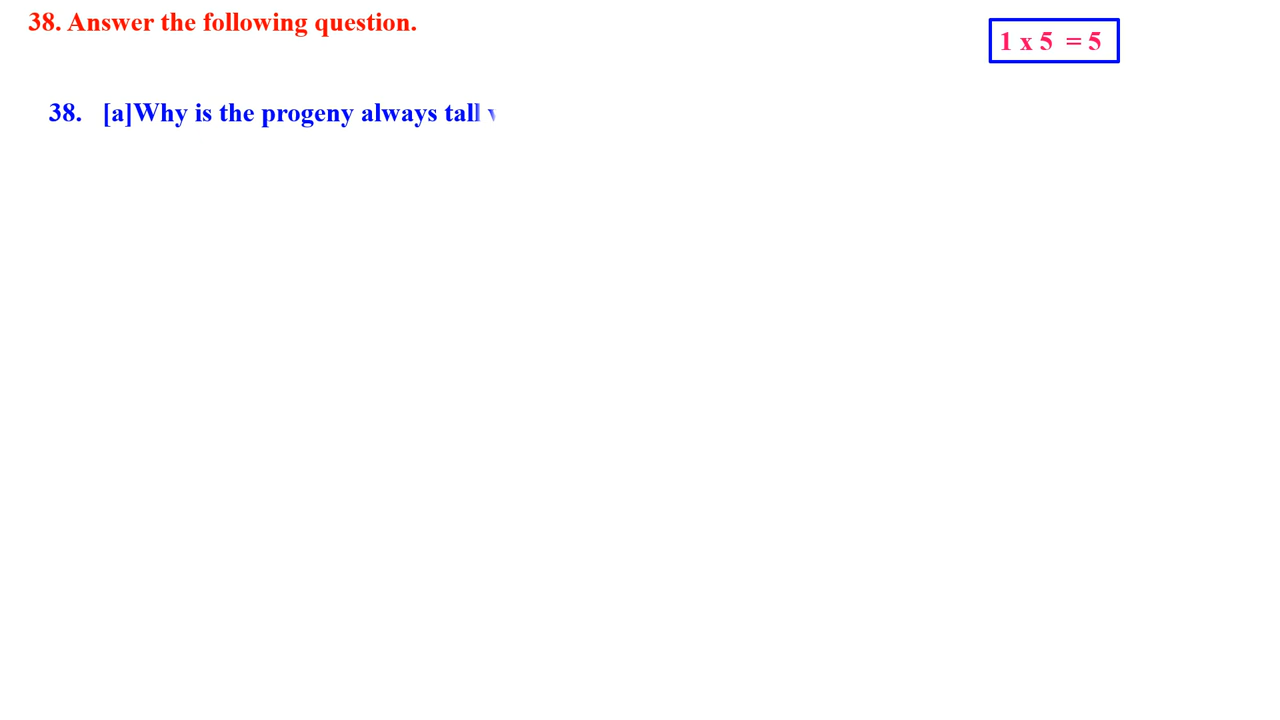 38. Answer the following question.
1 x 5 = 5
38. [a]Why is the progeny always tall